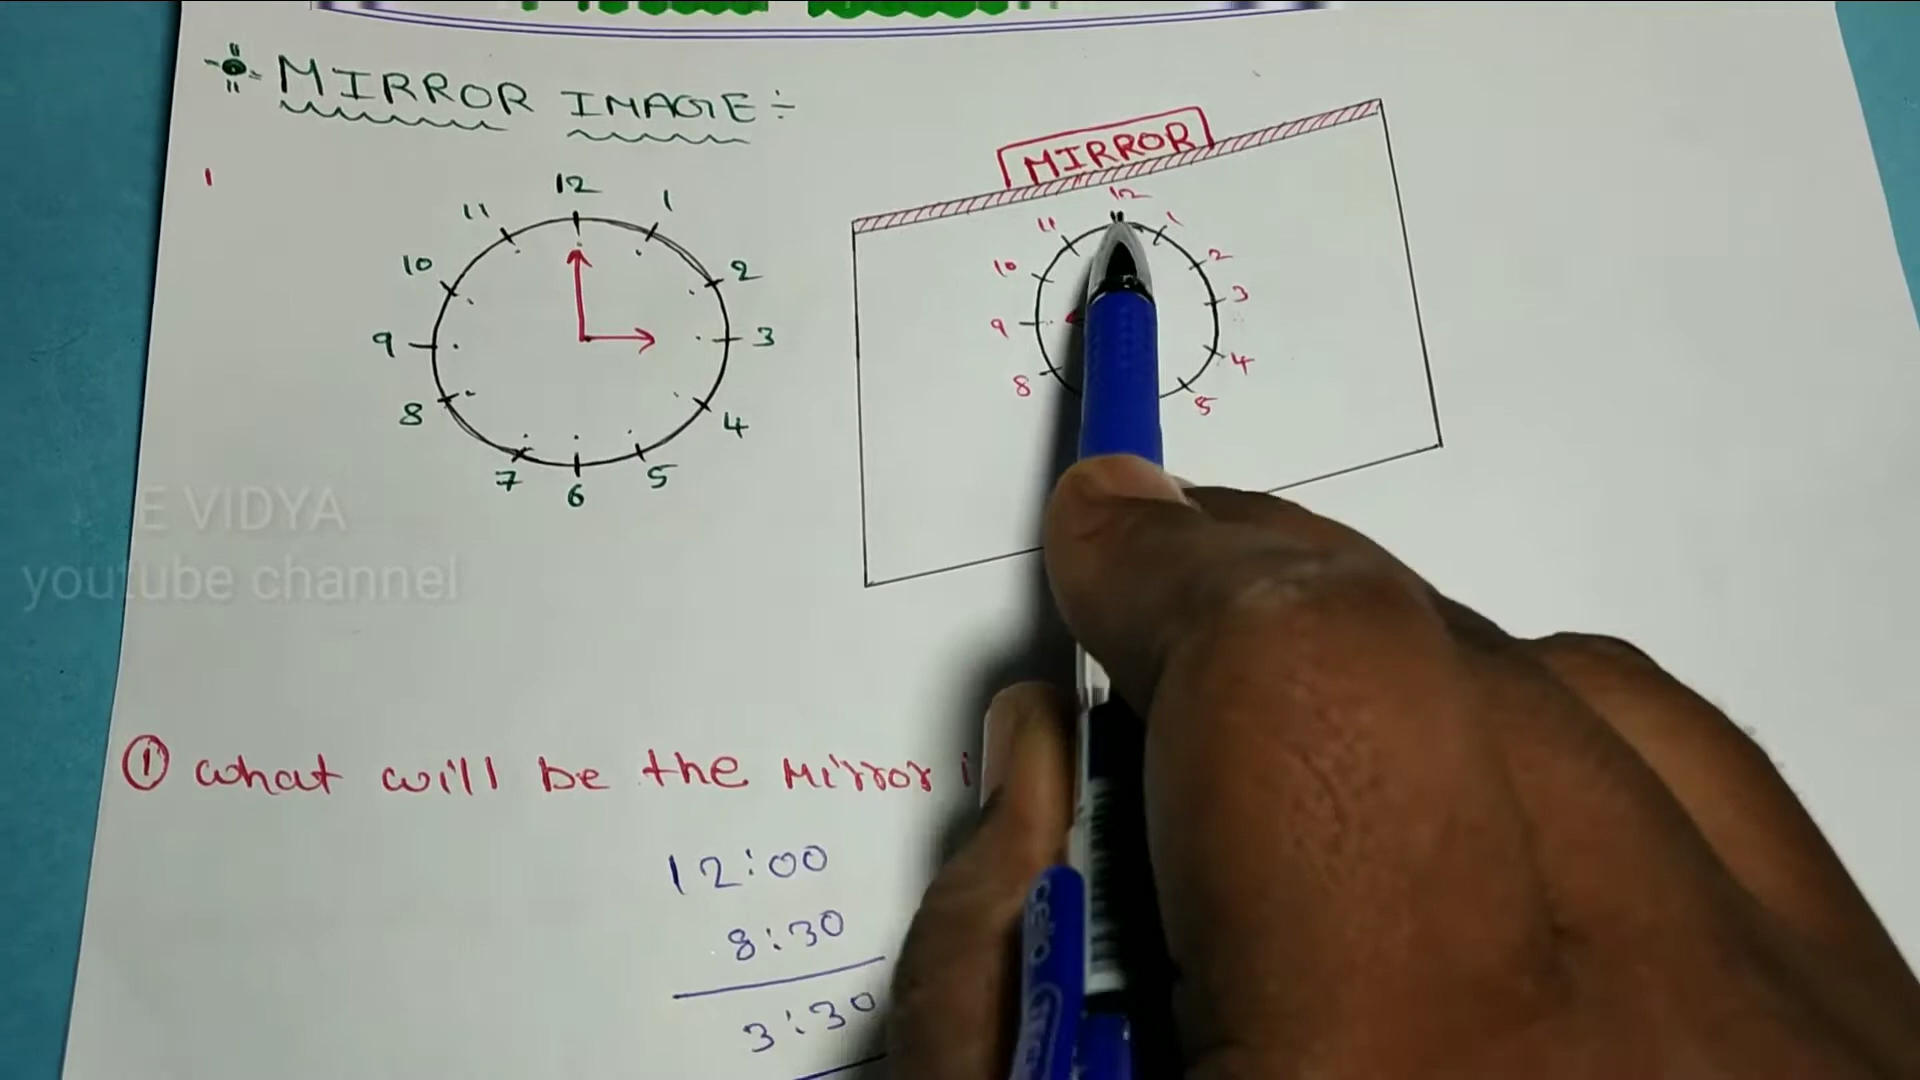 MIRROR IMAGE ÷
MIRROR
12
11 1
10 2
9 3
8 4
7 6 5
12
11 1
10 2
9 3
8 4
5
E VIDYA
youtube channel
① what will be the Mirror i
12:00
8:30
3:30
cello